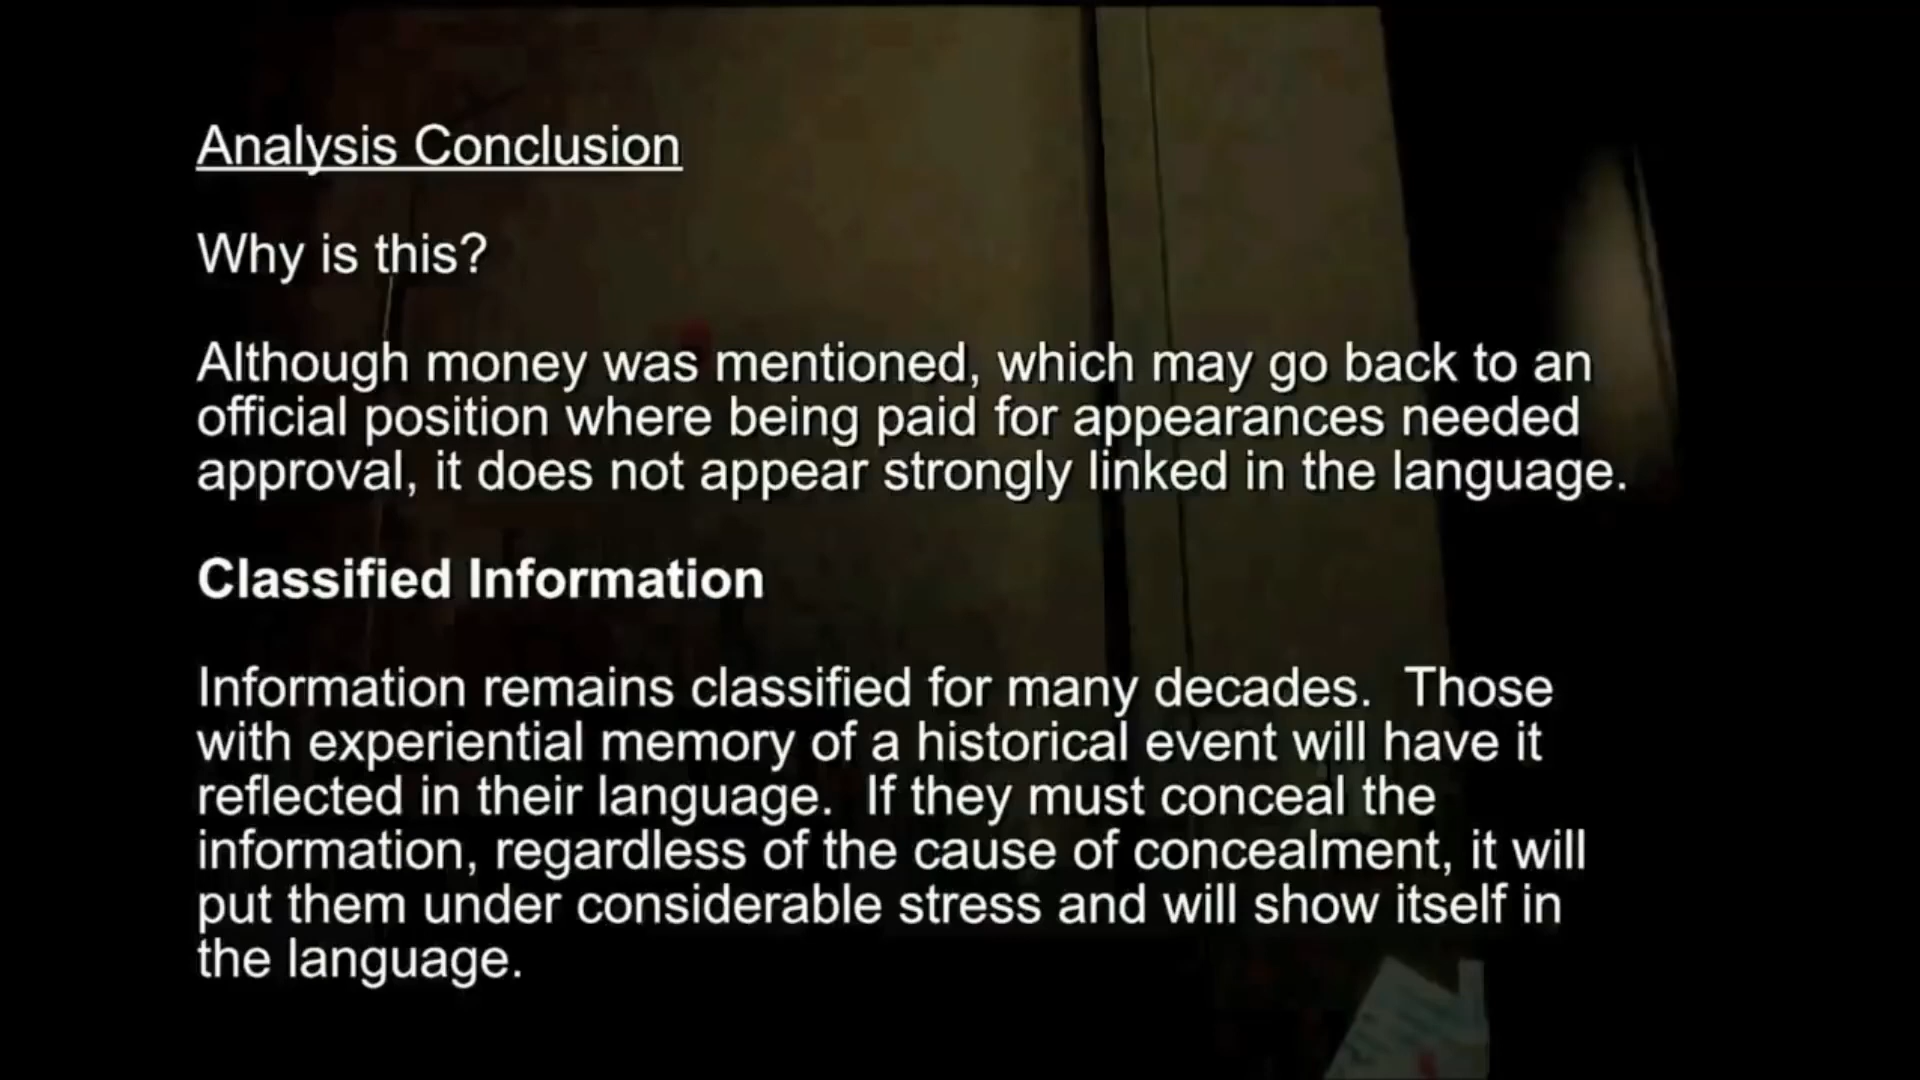 Analysis Conclusion
Why is this?
Although money was mentioned, which may go back to an
official position where being paid for appearances needed
approval, it does not appear strongly linked in the language.
Classified Information
Information remains classified for many decades.  Those
with experiential memory of a historical event will have it
reflected in their language.  If they must conceal the
information, regardless of the cause of concealment, it will
put them under considerable stress and will show itself in
the language.